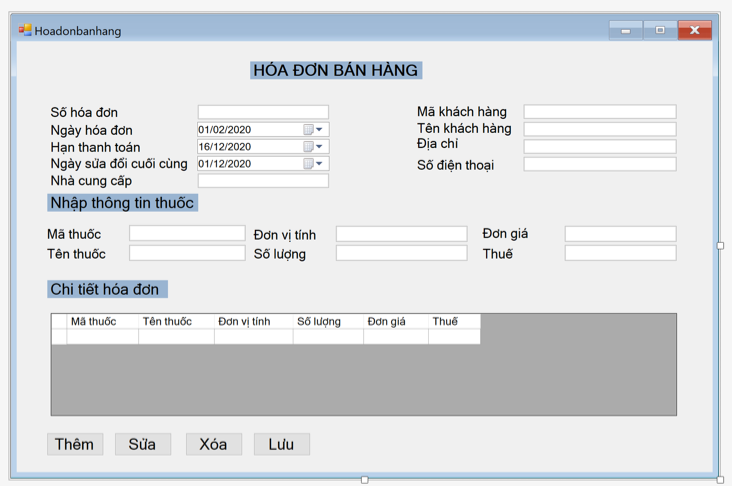 Hoadonbanhang
HÓA ĐƠN BÁN HÀNG
Số hóa đơn
Ngày hóa đơn 01/02/2020
Hạn thanh toán 16/12/2020
Ngày sửa đổi cuối cùng 01/12/2020
Nhà cung cấp
Mã khách hàng
Tên khách hàng
Địa chỉ
Số điện thoại
Nhập thông tin thuốc
Mã thuốc Đơn vị tính Đơn giá
Tên thuốc Số lượng Thuế
Chi tiết hóa đơn
Mã thuốc Tên thuốc Đơn vị tính Số lượng Đơn giá Thuế
Thêm Sửa Xóa Lưu